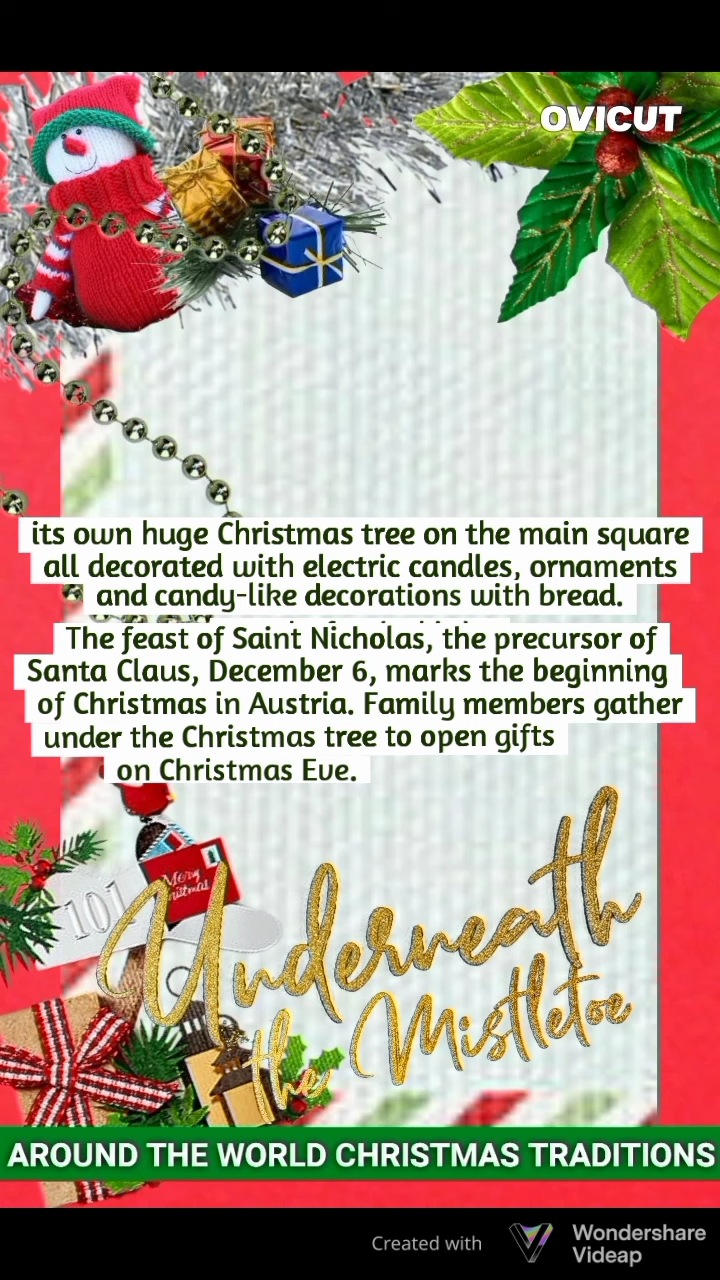 OVICUT
its own huge Christmas tree on the main square
all decorated with electric candles, ornaments
and candy-like decorations with bread.
The feast of Saint Nicholas, the precursor of
Santa Claus, December 6, marks the beginning
of Christmas in Austria. Family members gather
under the Christmas tree to open gifts
on Christmas Eve.
Merry
Christmas
101
Underneath
the Mistletoe
AROUND THE WORLD CHRISTMAS TRADITIONS
Created with
Wondershare
Videap